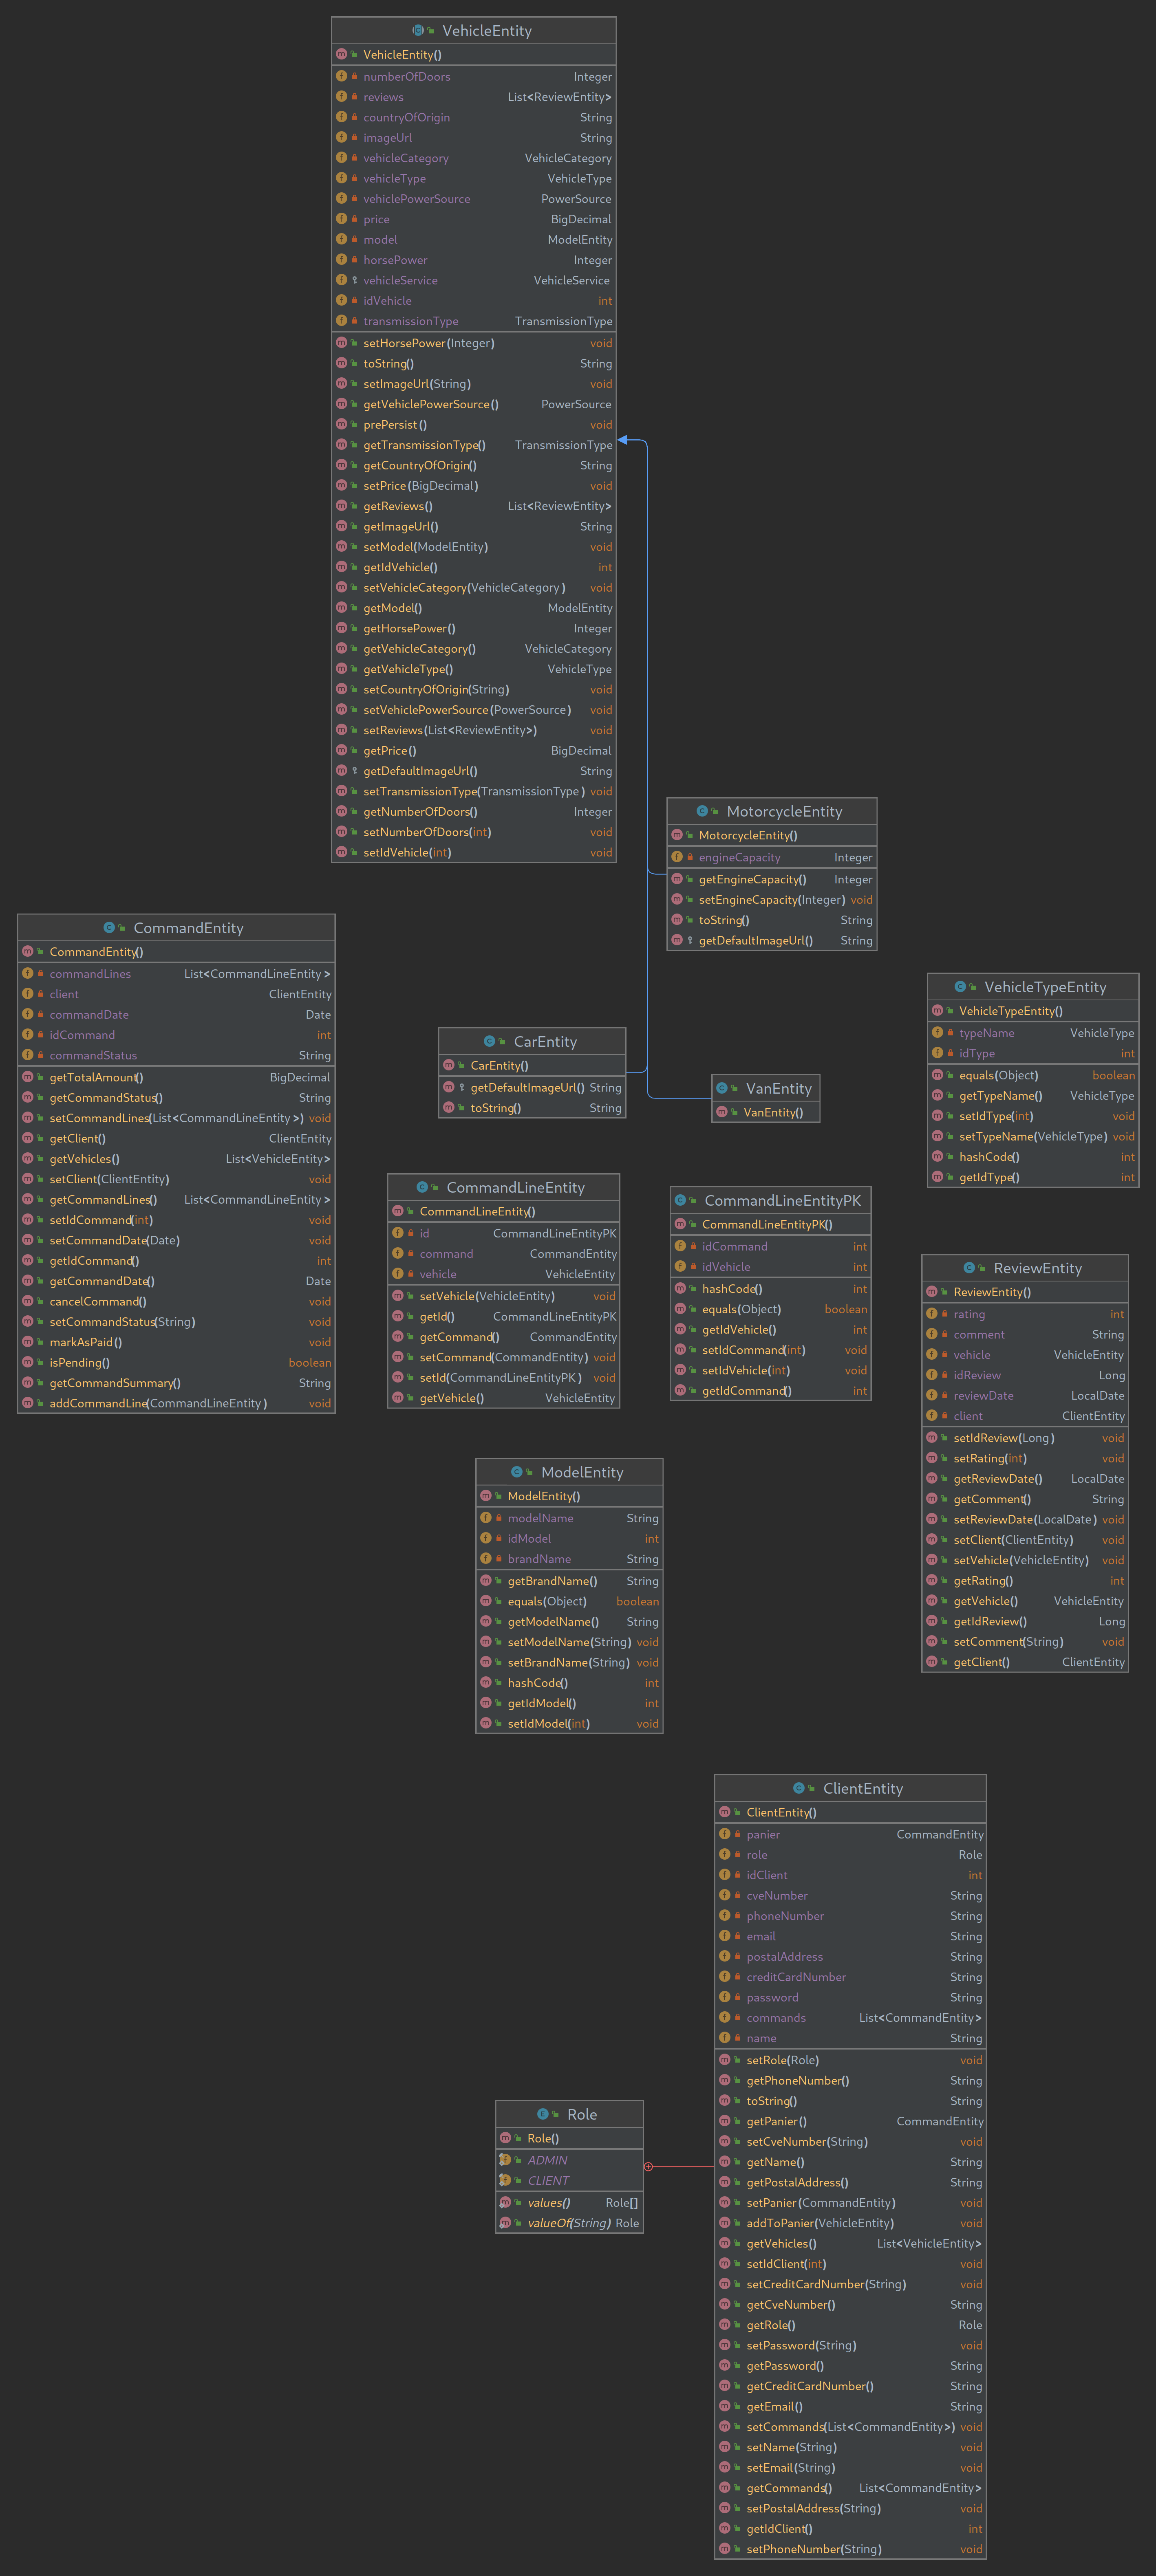 VehicleEntity
VehicleEntity()
numberOfDoors Integer
reviews List<ReviewEntity>
countryOfOrigin String
imageUrl String
vehicleCategory VehicleCategory
vehicleType VehicleType
vehiclePowerSource PowerSource
price BigDecimal
model ModelEntity
horsePower Integer
vehicleService VehicleService
idVehicle int
transmissionType TransmissionType
setHorsePower(Integer) void
toString() String
setImageUrl(String) void
getVehiclePowerSource() PowerSource
prePersist() void
getTransmissionType() TransmissionType
getCountryOfOrigin() String
setPrice(BigDecimal) void
getReviews() List<ReviewEntity>
getImageUrl() String
setModel(ModelEntity) void
getIdVehicle() int
setVehicleCategory(VehicleCategory) void
getModel() ModelEntity
getHorsePower() Integer
getVehicleCategory() VehicleCategory
getVehicleType() VehicleType
setCountryOfOrigin(String) void
setVehiclePowerSource(PowerSource) void
setReviews(List<ReviewEntity>) void
getPrice() BigDecimal
getDefaultImageUrl() String
setTransmissionType(TransmissionType) void
getNumberOfDoors() Integer
setNumberOfDoors(int) void
setIdVehicle(int) void
MotorcycleEntity
MotorcycleEntity()
engineCapacity Integer
getEngineCapacity() Integer
setEngineCapacity(Integer) void
toString() String
getDefaultImageUrl() String
CommandEntity
CommandEntity()
commandLines List<CommandLineEntity>
client ClientEntity
commandDate Date
idCommand int
commandStatus String
getTotalAmount() BigDecimal
getCommandStatus() String
setCommandLines(List<CommandLineEntity>) void
getClient() ClientEntity
getVehicles() List<VehicleEntity>
setClient(ClientEntity) void
getCommandLines() List<CommandLineEntity>
setIdCommand(int) void
setCommandDate(Date) void
getIdCommand() int
getCommandDate() Date
cancelCommand() void
setCommandStatus(String) void
markAsPaid() void
isPending() boolean
getCommandSummary() String
addCommandLine(CommandLineEntity) void
CarEntity
CarEntity()
getDefaultImageUrl() String
toString() String
VanEntity
VanEntity()
VehicleTypeEntity
VehicleTypeEntity()
typeName VehicleType
idType int
equals(Object) boolean
getTypeName() VehicleType
setIdType(int) void
setTypeName(VehicleType) void
hashCode() int
getIdType() int
CommandLineEntity
CommandLineEntity()
id CommandLineEntityPK
command CommandEntity
vehicle VehicleEntity
setVehicle(VehicleEntity) void
getId() CommandLineEntityPK
getCommand() CommandEntity
setCommand(CommandEntity) void
setId(CommandLineEntityPK) void
getVehicle() VehicleEntity
CommandLineEntityPK
CommandLineEntityPK()
idCommand int
idVehicle int
hashCode() int
equals(Object) boolean
getIdVehicle() int
setIdCommand(int) void
setIdVehicle(int) void
getIdCommand() int
ReviewEntity
ReviewEntity()
rating int
comment String
vehicle VehicleEntity
idReview Long
reviewDate LocalDate
client ClientEntity
setIdReview(Long) void
setRating(int) void
getReviewDate() LocalDate
getComment() String
setReviewDate(LocalDate) void
setClient(ClientEntity) void
setVehicle(VehicleEntity) void
getRating() int
getVehicle() VehicleEntity
getIdReview() Long
setComment(String) void
getClient() ClientEntity
ModelEntity
ModelEntity()
modelName String
idModel int
brandName String
getBrandName() String
equals(Object) boolean
getModelName() String
setModelName(String) void
setBrandName(String) void
hashCode() int
getIdModel() int
setIdModel(int) void
ClientEntity
ClientEntity()
panier CommandEntity
role Role
idClient int
cveNumber String
phoneNumber String
email String
postalAddress String
creditCardNumber String
password String
commands List<CommandEntity>
name String
setRole(Role) void
getPhoneNumber() String
toString() String
getPanier() CommandEntity
setCveNumber(String) void
getName() String
getPostalAddress() String
setPanier(CommandEntity) void
addToPanier(VehicleEntity) void
getVehicles() List<VehicleEntity>
setIdClient(int) void
setCreditCardNumber(String) void
getCveNumber() String
getRole() Role
setPassword(String) void
getPassword() String
getCreditCardNumber() String
getEmail() String
setCommands(List<CommandEntity>) void
setName(String) void
setEmail(String) void
getCommands() List<CommandEntity>
setPostalAddress(String) void
getIdClient() int
setPhoneNumber(String) void
Role
Role()
ADMIN
CLIENT
values() Role[]
valueOf(String) Role